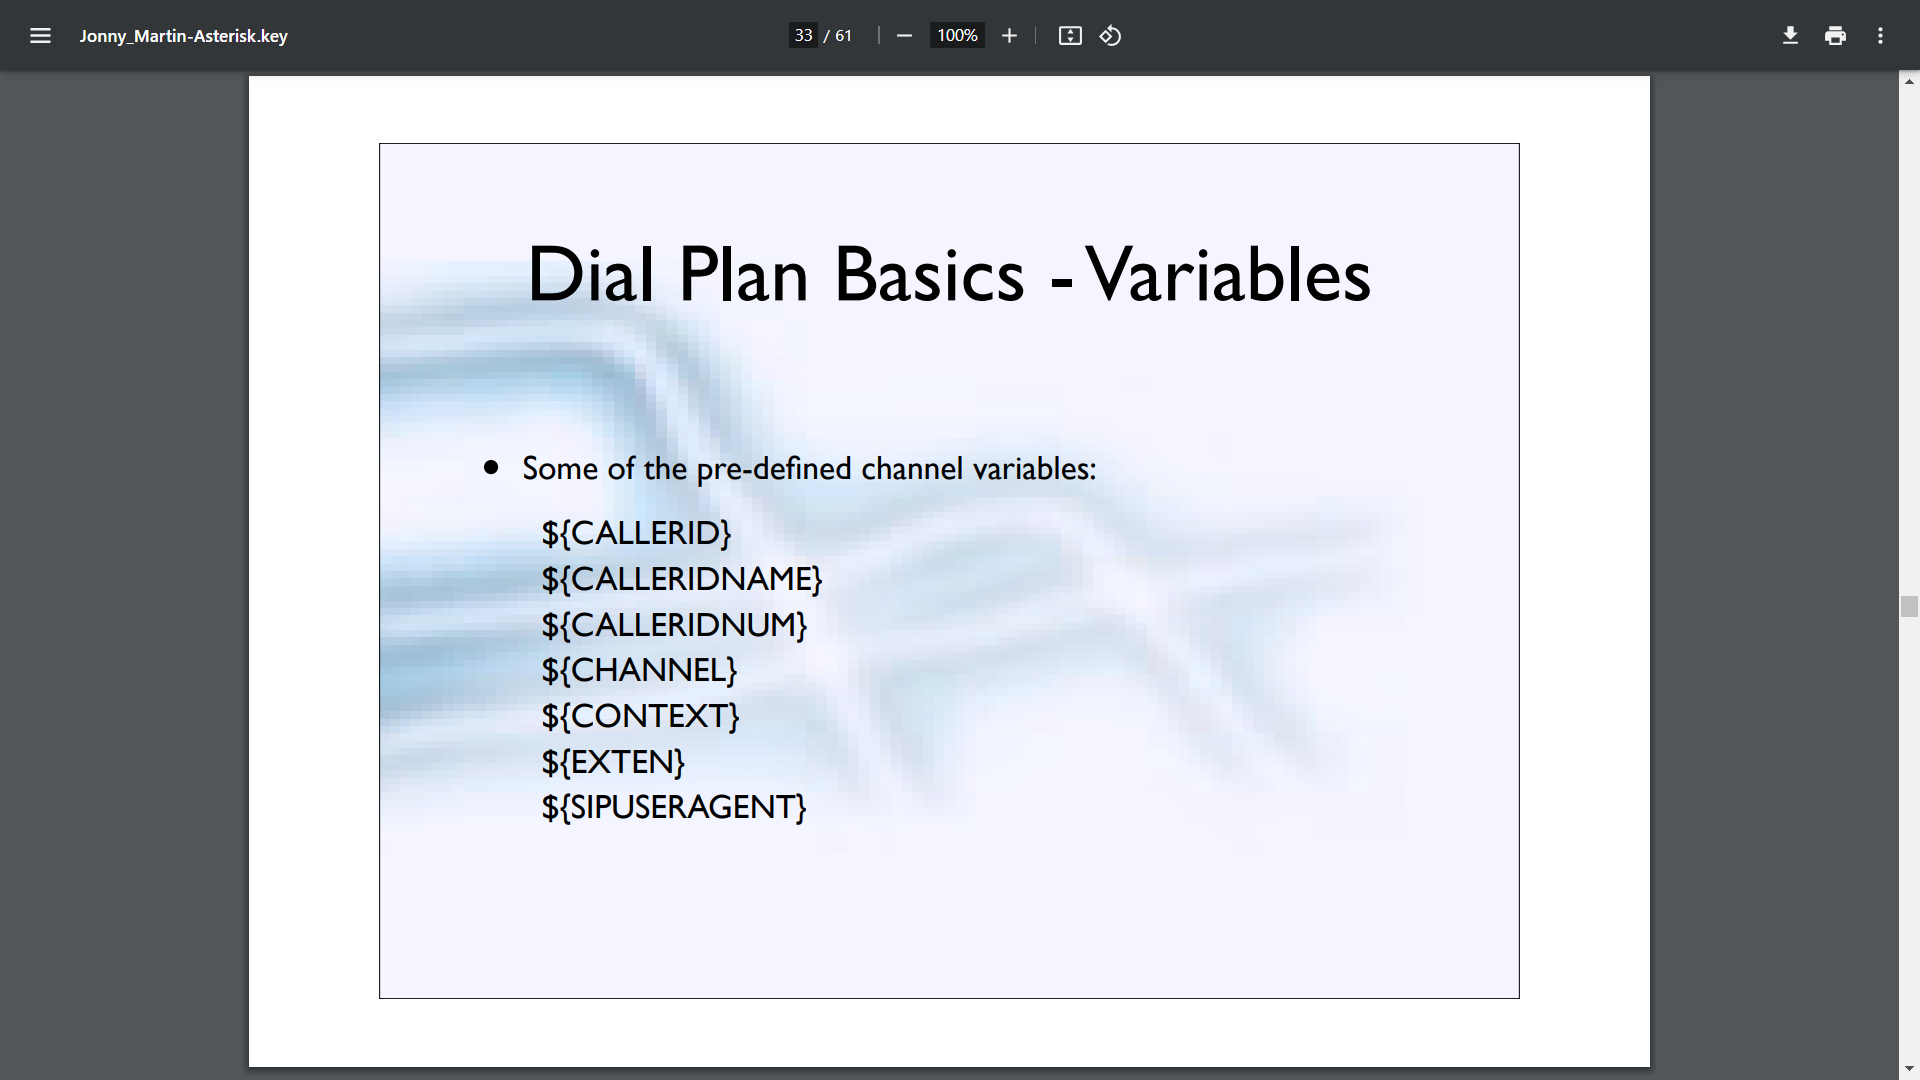 Jonny_Martin-Asterisk.key
33 / 61
100%
Dial Plan Basics - Variables
• Some of the pre-defined channel variables:
${CALLERID}
${CALLERIDNAME}
${CALLERIDNUM}
${CHANNEL}
${CONTEXT}
${EXTEN}
${SIPUSERAGENT}